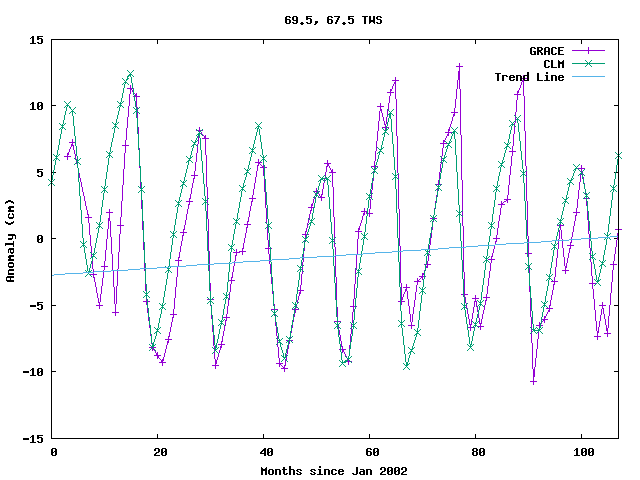 69.5, 67.5 TWS
GRACE
CLM
Trend Line
15
10
5
0
-5
-10
-15
Anomaly (cm)
0 20 40 60 80 100
Months since Jan 2002